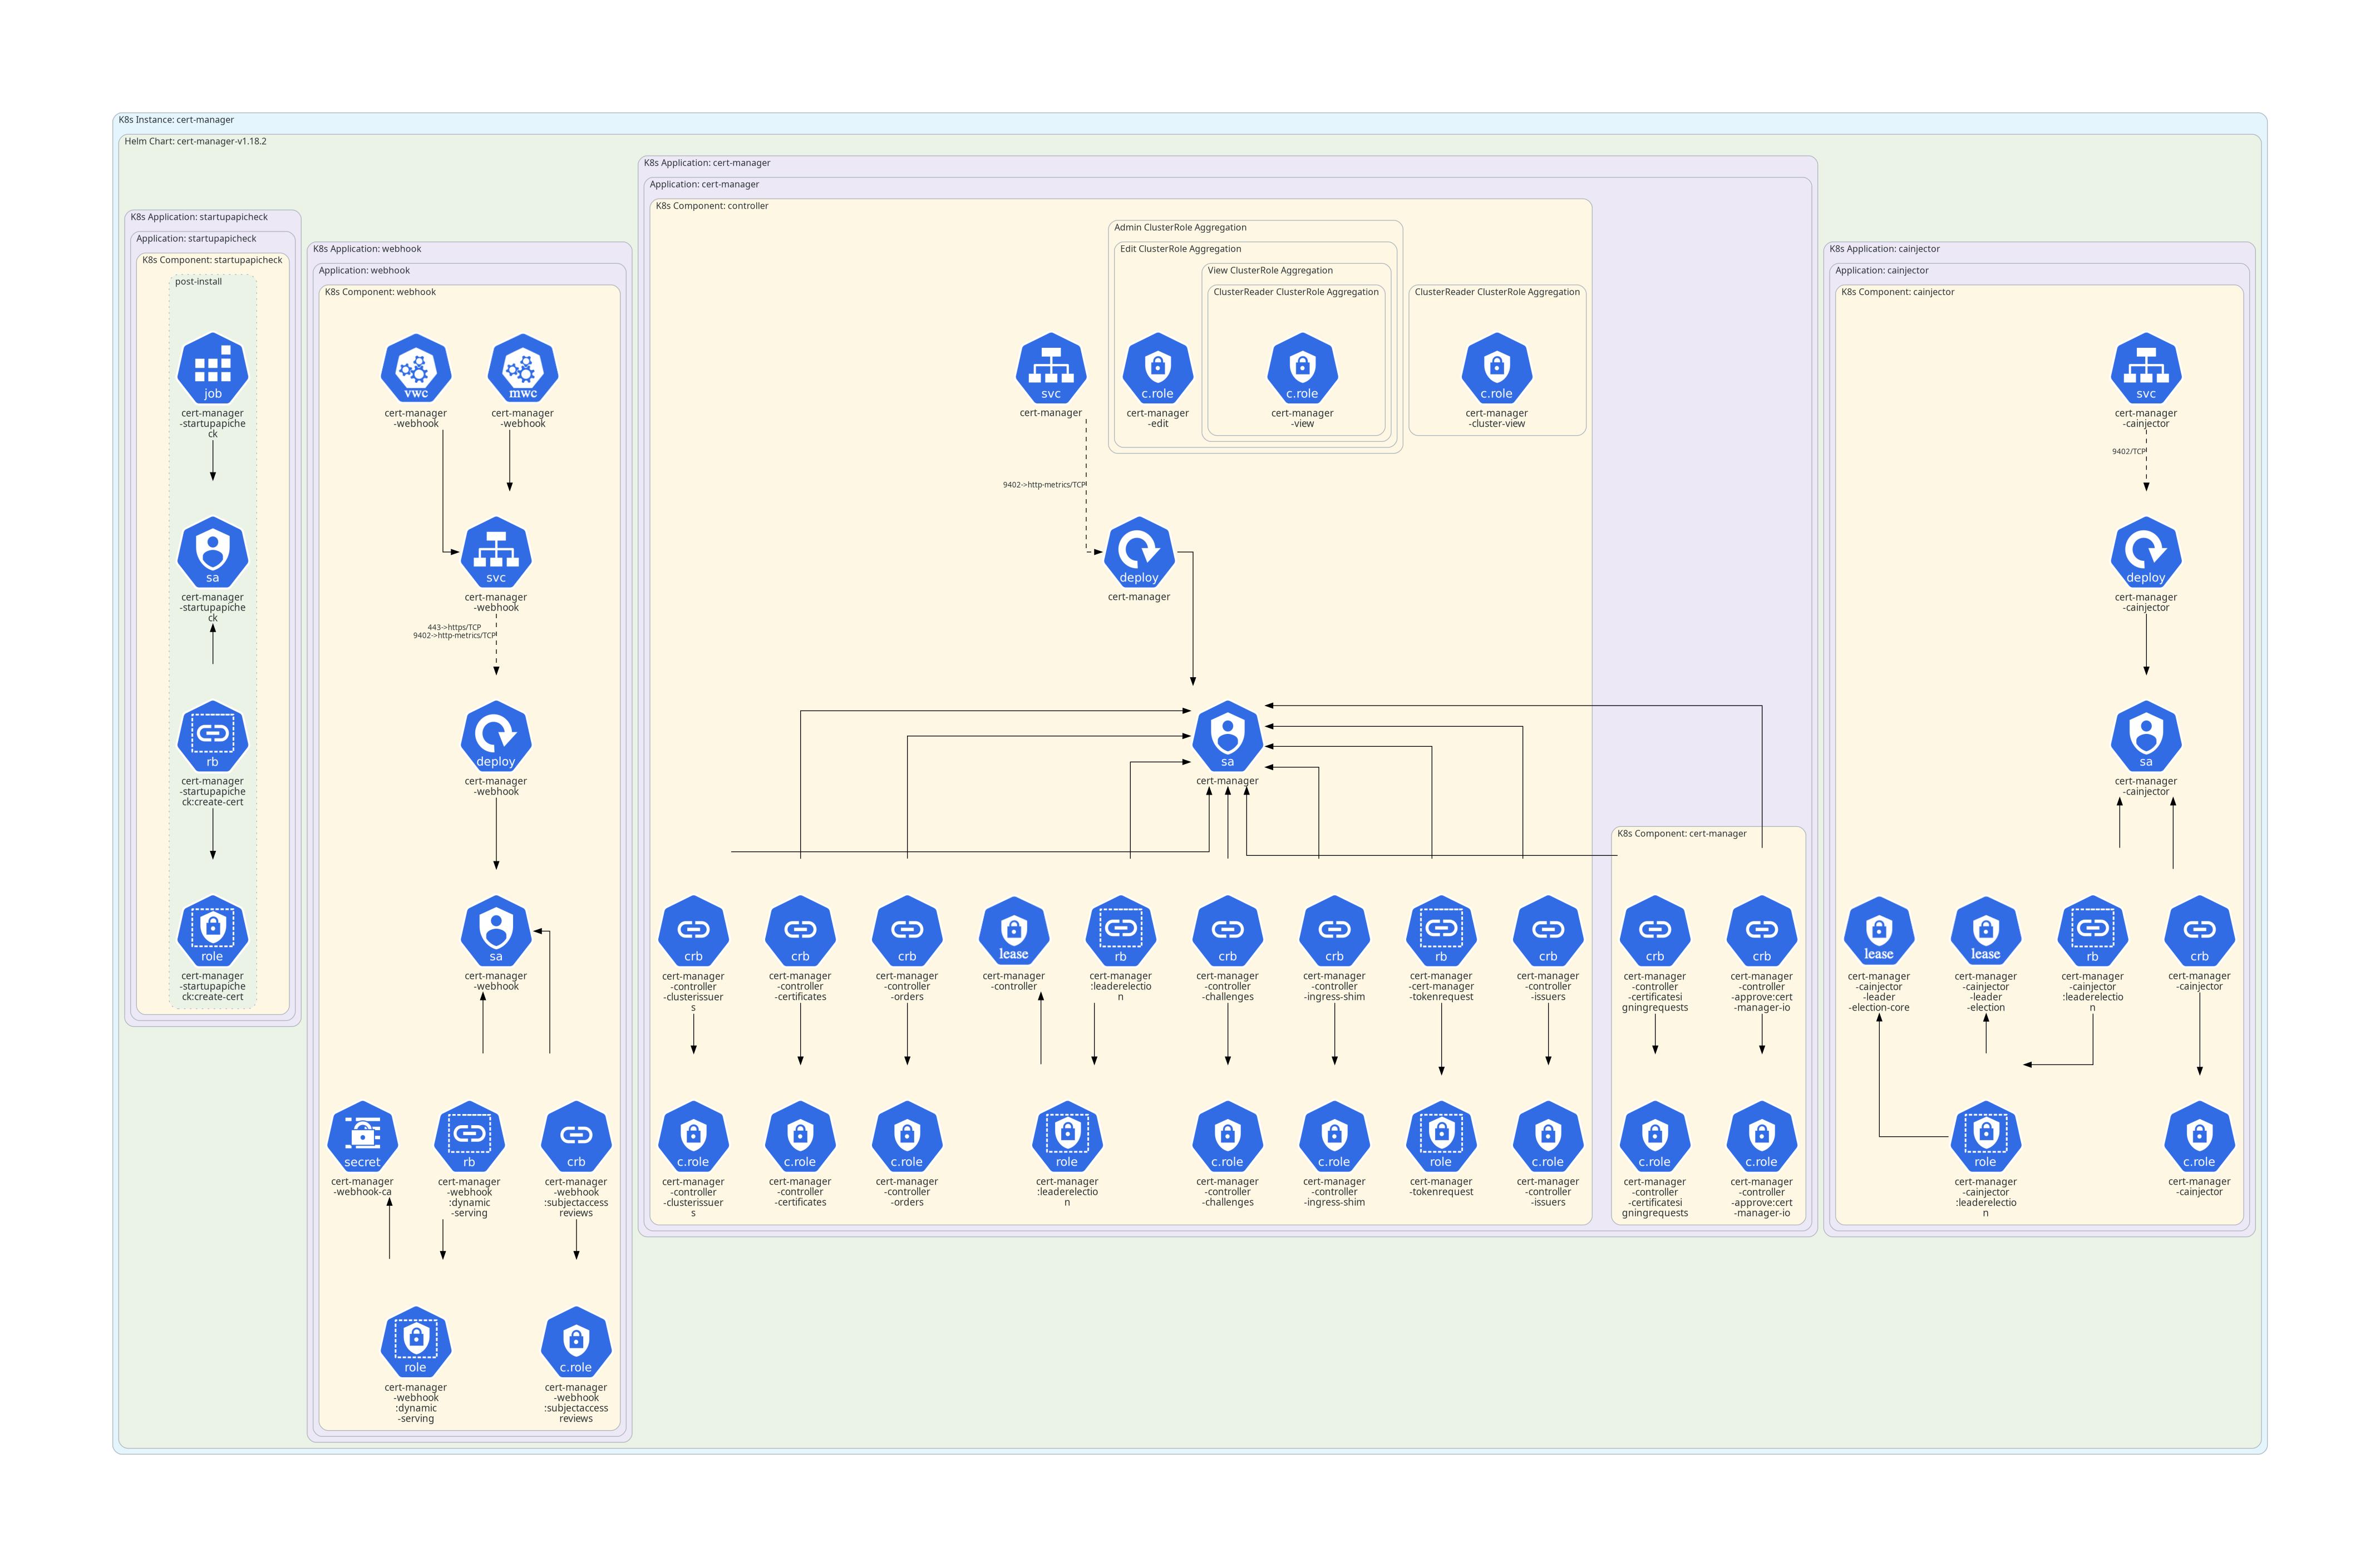 K8s Instance: cert-manager
Helm Chart: cert-manager-v1.18.2
K8s Application: startupapicheck
Application: startupapicheck
K8s Component: startupapicheck
post-install
job
cert-manager
-startupapiche
ck
sa
cert-manager
-startupapiche
ck
rb
cert-manager
-startupapiche
ck:create-cert
role
cert-manager
-startupapiche
ck:create-cert
K8s Application: webhook
Application: webhook
K8s Component: webhook
vwc
cert-manager
-webhook
mwc
cert-manager
-webhook
svc
cert-manager
-webhook
443->https/TCP
9402->http-metrics/TCP
deploy
cert-manager
-webhook
sa
cert-manager
-webhook
secret
cert-manager
-webhook-ca
rb
cert-manager
-webhook
:dynamic
-serving
crb
cert-manager
-webhook
:subjectaccess
reviews
role
cert-manager
-webhook
:dynamic
-serving
c.role
cert-manager
-webhook
:subjectaccess
reviews
K8s Application: cert-manager
Application: cert-manager
K8s Component: controller
Admin ClusterRole Aggregation
Edit ClusterRole Aggregation
View ClusterRole Aggregation
ClusterReader ClusterRole Aggregation
ClusterReader ClusterRole Aggregation
svc
cert-manager
c.role
cert-manager
-edit
c.role
cert-manager
-view
c.role
cert-manager
-cluster-view
9402->http-metrics/TCP
deploy
cert-manager
sa
cert-manager
crb
cert-manager
-controller
-clusterissuer
s
crb
cert-manager
-controller
-certificates
crb
cert-manager
-controller
-orders
lease
cert-manager
-controller
rb
cert-manager
:leaderelectio
n
crb
cert-manager
-controller
-challenges
crb
cert-manager
-controller
-ingress-shim
rb
cert-manager
-cert-manager
-tokenrequest
crb
cert-manager
-controller
-issuers
c.role
cert-manager
-controller
-clusterissuer
s
c.role
cert-manager
-controller
-certificates
c.role
cert-manager
-controller
-orders
role
cert-manager
:leaderelectio
n
c.role
cert-manager
-controller
-challenges
c.role
cert-manager
-controller
-ingress-shim
role
cert-manager
-tokenrequest
c.role
cert-manager
-controller
-issuers
K8s Component: cert-manager
crb
cert-manager
-controller
-certificatesi
gningrequests
crb
cert-manager
-controller
-approve:cert
-manager-io
c.role
cert-manager
-controller
-certificatesi
gningrequests
c.role
cert-manager
-controller
-approve:cert
-manager-io
K8s Application: cainjector
Application: cainjector
K8s Component: cainjector
svc
cert-manager
-cainjector
9402/TCP
deploy
cert-manager
-cainjector
sa
cert-manager
-cainjector
lease
cert-manager
-cainjector
-leader
-election-core
lease
cert-manager
-cainjector
-leader
-election
rb
cert-manager
-cainjector
:leaderelectio
n
crb
cert-manager
-cainjector
role
cert-manager
-cainjector
:leaderelectio
n
c.role
cert-manager
-cainjector